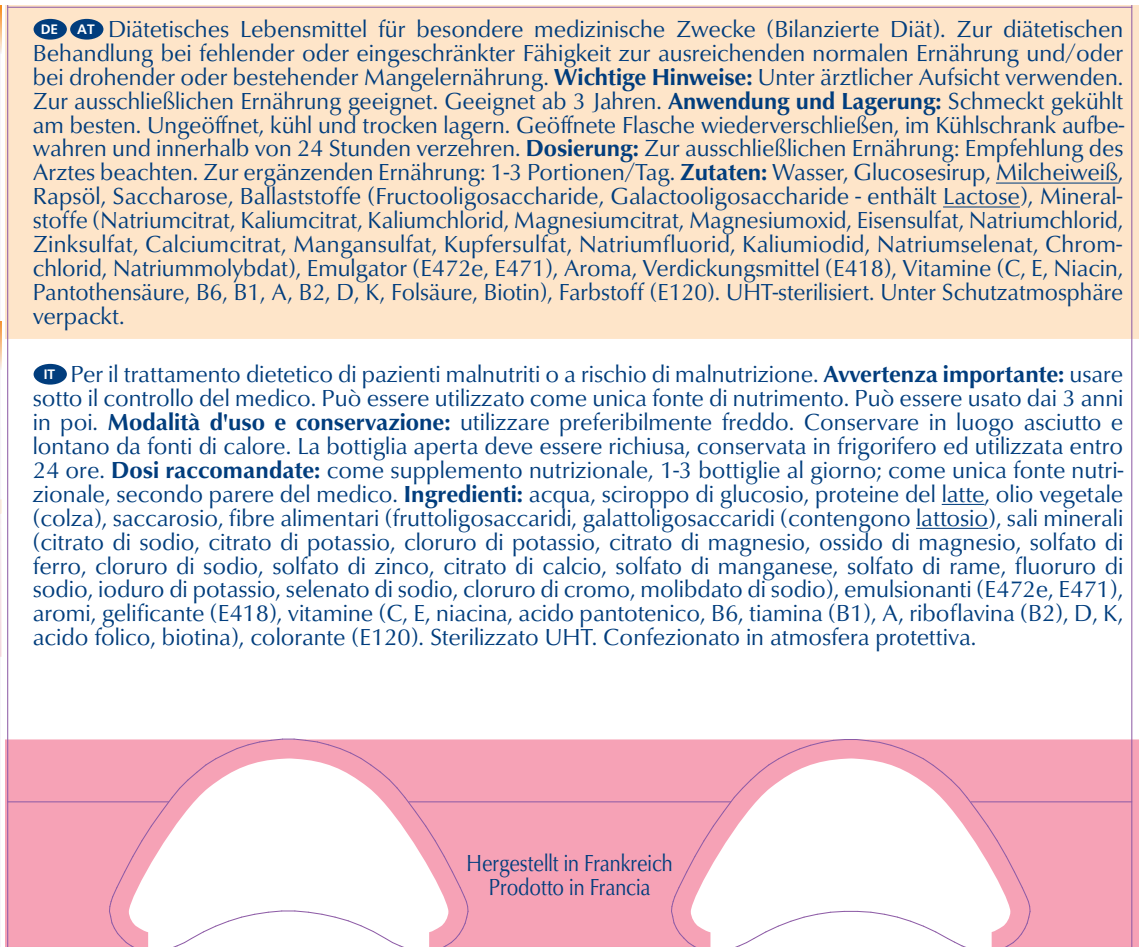 DE AT Diätetisches Lebensmittel für besondere medizinische Zwecke (Bilanzierte Diät). Zur diätetischen
Behandlung bei fehlender oder eingeschränkter Fähigkeit zur ausreichenden normalen Ernährung und/oder
bei drohender oder bestehender Mangelernährung. Wichtige Hinweise: Unter ärztlicher Aufsicht verwenden.
Zur ausschließlichen Ernährung geeignet. Geeignet ab 3 Jahren. Anwendung und Lagerung: Schmeckt gekühlt
am besten. Ungeöffnet, kühl und trocken lagern. Geöffnete Flasche wiederverschließen, im Kühlschrank aufbe-
wahren und innerhalb von 24 Stunden verzehren. Dosierung: Zur ausschließlichen Ernährung: Empfehlung des
Arztes beachten. Zur ergänzenden Ernährung: 1-3 Portionen/Tag. Zutaten: Wasser, Glucosesirup, Milcheiweiß,
Rapsöl, Saccharose, Ballaststoffe (Fructooligosaccharide, Galactooligosaccharide - enthält Lactose), Mineral-
stoffe (Natriumcitrat, Kaliumcitrat, Kaliumchlorid, Magnesiumcitrat, Magnesiumoxid, Eisensulfat, Natriumchlorid,
Zinksulfat, Calciumcitrat, Mangansulfat, Kupfersulfat, Natriumfluorid, Kaliumiodid, Natriumselenat, Chrom-
chlorid, Natriummolybdat), Emulgator (E472e, E471), Aroma, Verdickungsmittel (E418), Vitamine (C, E, Niacin,
Pantothensäure, B6, B1, A, B2, D, K, Folsäure, Biotin), Farbstoff (E120). UHT-sterilisiert. Unter Schutzatmosphäre
verpackt.
IT Per il trattamento dietetico di pazienti malnutriti o a rischio di malnutrizione. Avvertenza importante: usare
sotto il controllo del medico. Può essere utilizzato come unica fonte di nutrimento. Può essere usato dai 3 anni
in poi. Modalità d'uso e conservazione: utilizzare preferibilmente freddo. Conservare in luogo asciutto e
lontano da fonti di calore. La bottiglia aperta deve essere richiusa, conservata in frigorifero ed utilizzata entro
24 ore. Dosi raccomandate: come supplemento nutrizionale, 1-3 bottiglie al giorno; come unica fonte nutri-
zionale, secondo parere del medico. Ingredienti: acqua, sciroppo di glucosio, proteine del latte, olio vegetale
(colza), saccarosio, fibre alimentari (fruttoligosaccaridi, galattoligosaccaridi (contengono lattosio), sali minerali
(citrato di sodio, citrato di potassio, cloruro di potassio, citrato di magnesio, ossido di magnesio, solfato di
ferro, cloruro di sodio, solfato di zinco, citrato di calcio, solfato di manganese, solfato di rame, fluoruro di
sodio, ioduro di potassio, selenato di sodio, cloruro di cromo, molibdato di sodio), emulsionanti (E472e, E471),
aromi, gelificante (E418), vitamine (C, E, niacina, acido pantotenico, B6, tiamina (B1), A, riboflavina (B2), D, K,
acido folico, biotina), colorante (E120). Sterilizzato UHT. Confezionato in atmosfera protettiva.
Hergestellt in Frankreich
Prodotto in Francia